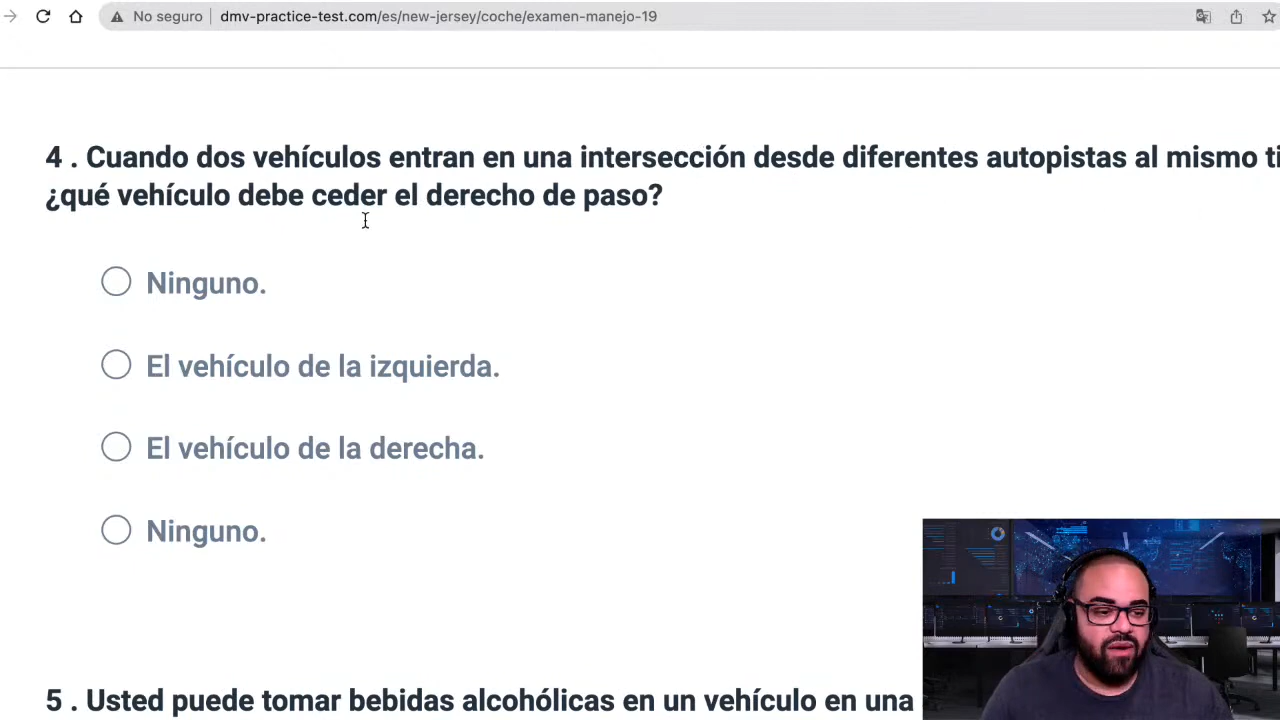 No seguro dmv-practice-test.com/es/new-jersey/coche/examen-manejo-19
4 . Cuando dos vehículos entran en una intersección desde diferentes autopistas al mismo
¿qué vehículo debe ceder el derecho de paso?
Ninguno.
El vehículo de la izquierda.
El vehículo de la derecha.
Ninguno.
5 . Usted puede tomar bebidas alcohólicas en un vehículo en una